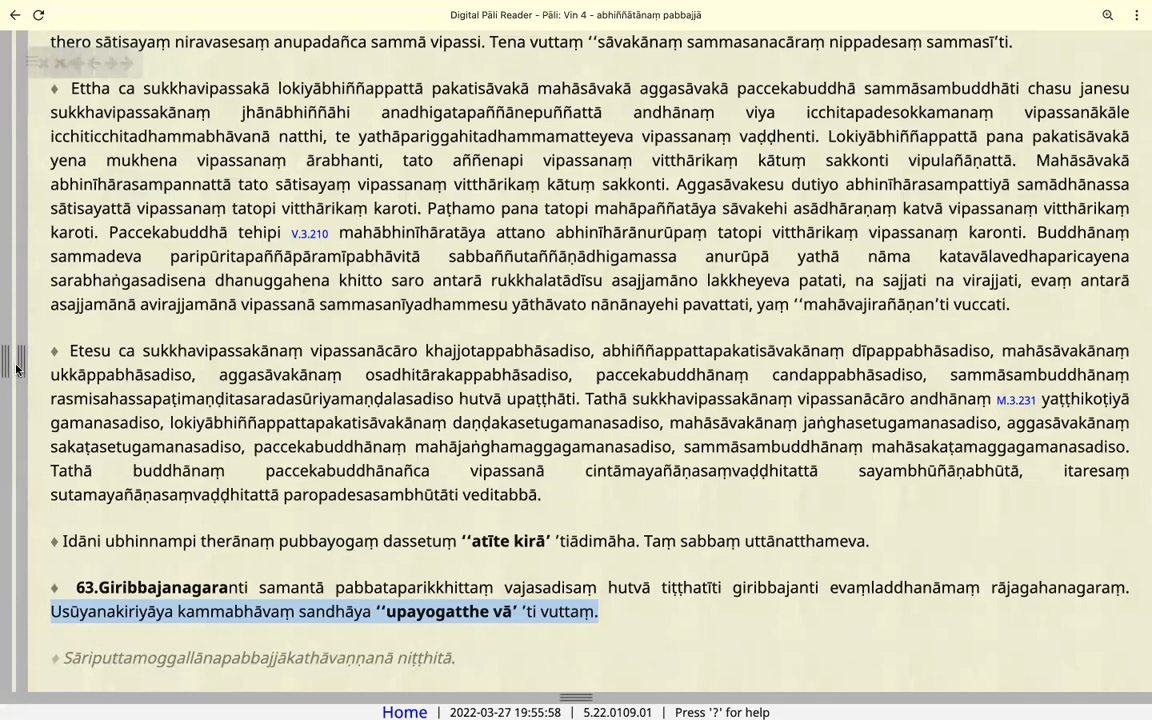 Digital Pāli Reader - Pāli: Vin 4 - abhiññātānaṃ pabbajjā
thero sātisayaṃ niravasesaṃ anupadañca sammā vipassi. Tena vuttaṃ ‘‘sāvakānaṃ sammasanacāraṃ nippadesaṃ sammasī’ti.
♦ Ettha ca sukkhavipassakā lokiyābhiññappattā pakatisāvakā mahāsāvakā aggasāvakā paccekabuddhā sammāsambuddhāti chasu janesu
sukkhavipassakānaṃ jhānābhiññāhi anadhigatapaññānepuññattā andhānaṃ viya icchitapadesokkamanaṃ vipassanākāle
icchiticchitadhammabhāvanā natthi, te yathāpariggahitadhammamatteyeva vipassanaṃ vaḍḍhenti. Lokiyābhiññappattā pana pakatisāvakā
yena mukhena vipassanaṃ ārabhanti, tato aññenapi vipassanaṃ vitthārikaṃ kātuṃ sakkonti vipulañāṇattā. Mahāsāvakā
abhinīhārasampannattā tato sātisayaṃ vipassanaṃ vitthārikaṃ kātuṃ sakkonti. Aggasāvakesu dutiyo abhinīhārasampattiyā samādhānassa
sātisayattā vipassanaṃ tatopi vitthārikaṃ karoti. Paṭhamo pana tatopi mahāpaññatāya sāvakehi asādhāraṇaṃ katvā vipassanaṃ vitthārikaṃ
karoti. Paccekabuddhā tehipi V.3.210 mahābhinīhāratāya attano abhinīhārānurūpaṃ tatopi vitthārikaṃ vipassanaṃ karonti. Buddhānaṃ
sammadeva paripūritapaññāpāramīpabhāvitā sabbaññutaññāṇādhigamassa anurūpā yathā nāma katavālavedhaparicayena
sarabhaṅgasadisena dhanuggahena khitto saro antarā rukkhalatādīsu asajjamāno lakkheyeva patati, na sajjati na virajjati, evaṃ antarā
asajjamānā avirajjamānā vipassanā sammasanīyadhammesu yāthāvato nānānayehi pavattati, yaṃ ‘‘mahāvajirañāṇan’ti vuccati.
♦ Etesu ca sukkhavipassakānaṃ vipassanācāro khajjotappabhāsadiso, abhiññappattapakatisāvakānaṃ dīpappabhāsadiso, mahāsāvakānaṃ
ukkāppabhāsadiso, aggasāvakānaṃ osadhitārakappabhāsadiso, paccekabuddhānaṃ candappabhāsadiso, sammāsambuddhānaṃ
rasmisahassapaṭimaṇḍitasaradasūriyamaṇḍalasadiso hutvā upaṭṭhāti. Tathā sukkhavipassakānaṃ vipassanācāro andhānaṃ M.3.231 yaṭṭhikoṭiyā
gamanasadiso, lokiyābhiññappattapakatisāvakānaṃ daṇḍakasetugamanasadiso, mahāsāvakānaṃ jaṅghasetugamanasadiso, aggasāvakānaṃ
sakaṭasetugamanasadiso, paccekabuddhānaṃ mahājaṅghamaggagamanasadiso, sammāsambuddhānaṃ mahāsakaṭamaggagamanasadiso.
Tathā buddhānaṃ paccekabuddhānañca vipassanā cintāmayañāṇasaṃvaḍḍhitattā sayambhūñāṇabhūtā, itaresaṃ
sutamayañāṇasaṃvaḍḍhitattā paropadesasambhūtāti veditabbā.
♦ Idāni ubhinnampi therānaṃ pubbayogaṃ dassetuṃ ‘‘atīte kirā’ ’tiādimāha. Taṃ sabbaṃ uttānatthameva.
♦ 63.Giribbajanagaranti samantā pabbataparikkhittaṃ vajasadisaṃ hutvā tiṭṭhatīti giribbajanti evaṃladdhanāmaṃ rājagahanagaraṃ.
Usūyanakiriyāya kammabhāvaṃ sandhāya ‘‘upayogatthe vā’ ’ti vuttaṃ.
♦ Sāriputtamoggallānapabbajjākathāvaṇṇanā niṭṭhitā.
Home | 2022-03-27 19:55:58 | 5.22.0109.01 | Press '?' for help